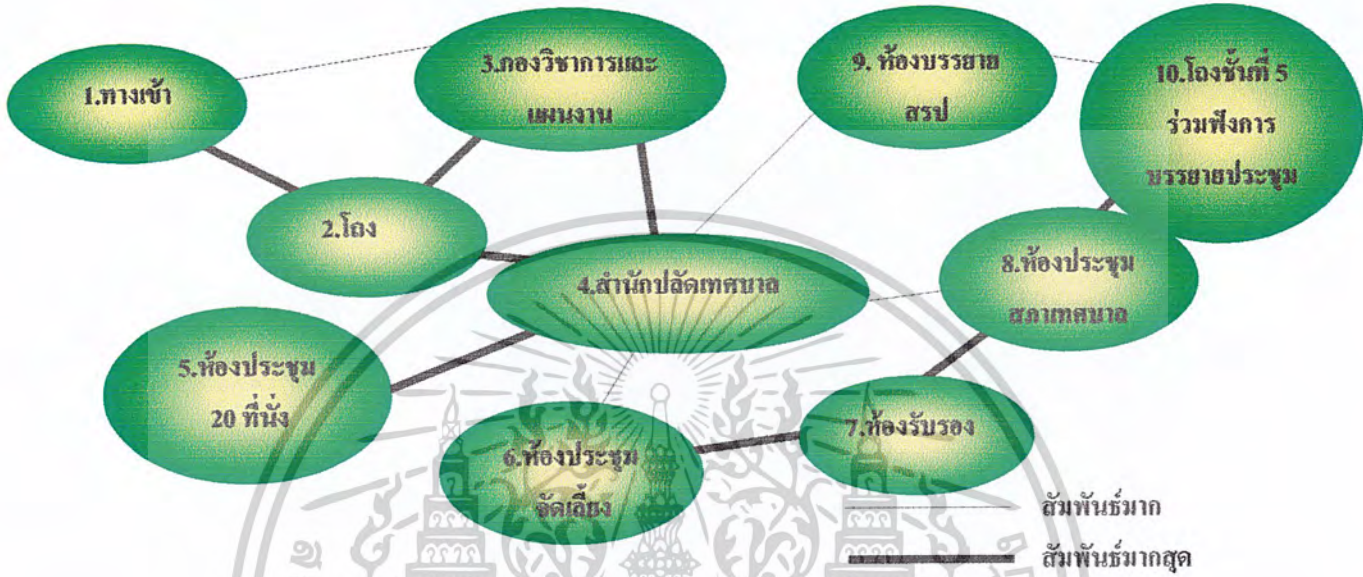 1.ทางเข้า
3.กองวิชาการและ
แผนงาน
9. ห้องบรรยาย
สรุป
10.โถงชั้นที่ 5
ร่วมฟังการ
บรรยายประชุม
2.โถง
4.สำนักปลัดเทศบาล
8.ห้องประชุม
สภาเทศบาล
5.ห้องประชุม
20 ที่นั่ง
6.ห้องประชุม
จัดเลี้ยง
7.ห้องรับรอง
สัมพันธ์มาก
สัมพันธ์มากสุด